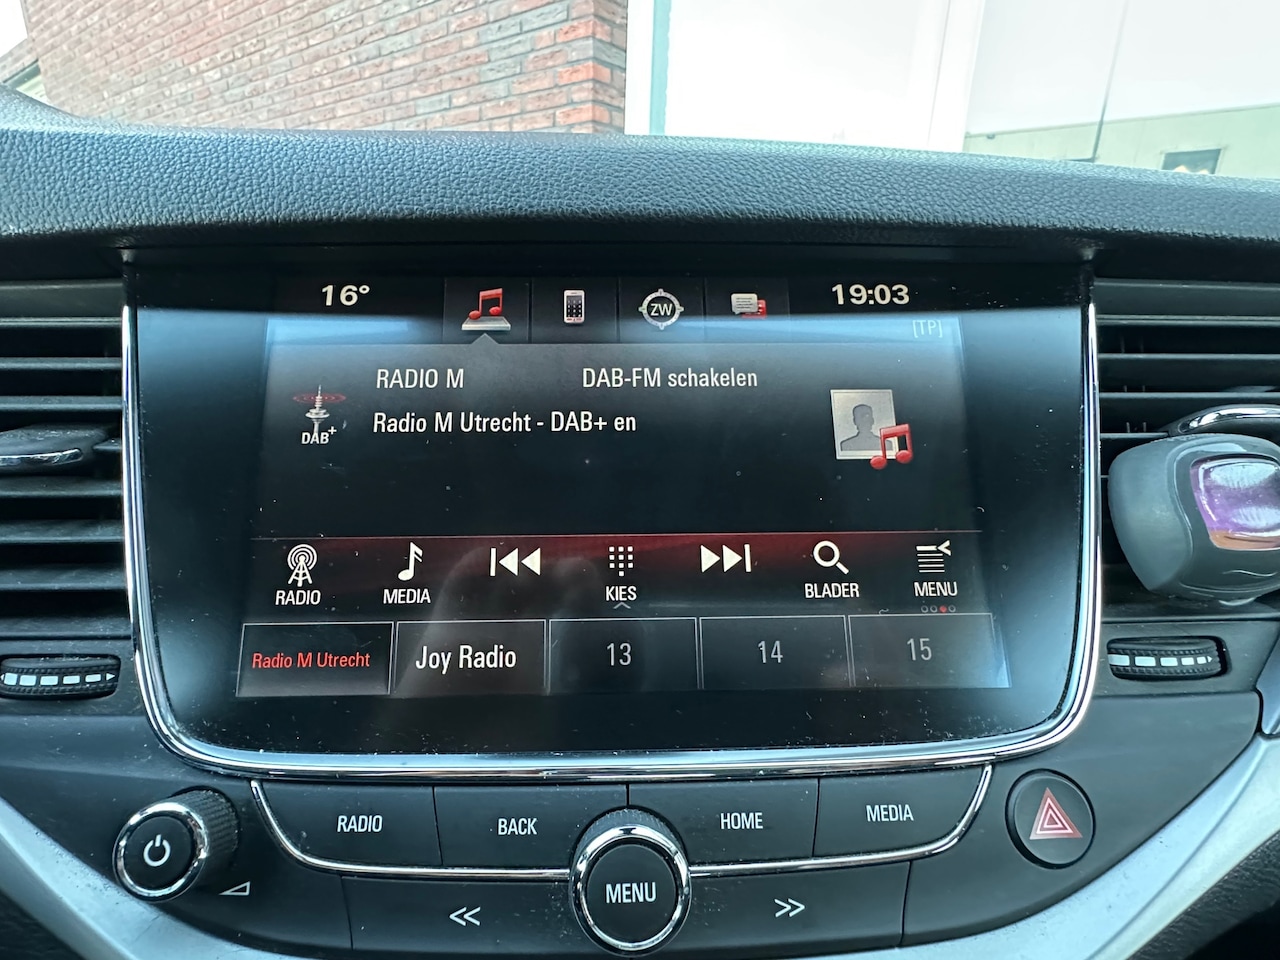 16° ZW 19:03
[TP]
RADIO M DAB-FM schakelen
Radio M Utrecht - DAB+ en
DAB+
RADIO MEDIA KIES BLADER MENU
Radio M Utrecht Joy Radio 13 14 15
RADIO BACK HOME MEDIA
MENU